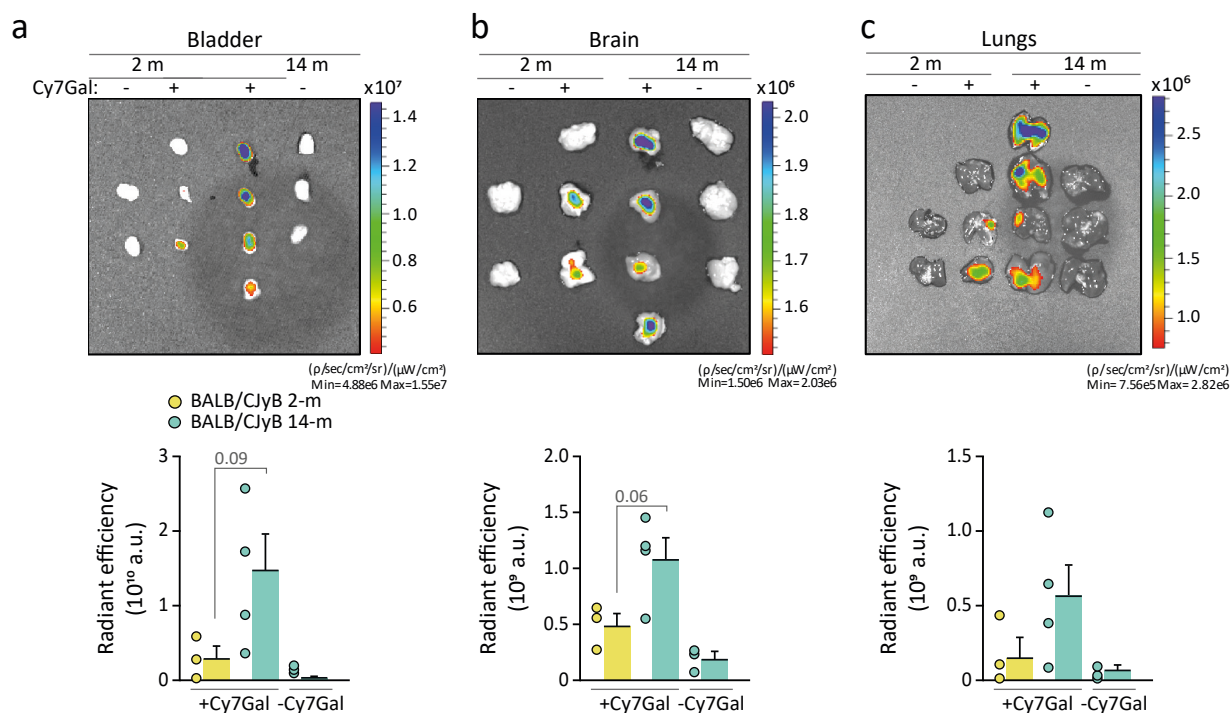 a
Bladder
2 m 14 m
Cy7Gal: - + + -
x10⁷
1.4
1.2
1.0
0.8
0.6
(ρ/sec/cm²/sr)/(µW/cm²)
Min=4.88e6 Max=1.55e7
b
Brain
2 m 14 m
- + + -
x10⁶
2.0
1.9
1.8
1.7
1.6
(ρ/sec/cm²/sr)/(µW/cm²)
Min=1.50e6 Max=2.03e6
c
Lungs
2 m 14 m
- + + -
x10⁶
2.5
2.0
1.5
1.0
(ρ/sec/cm²/sr)/(µW/cm²)
Min=7.56e5 Max=2.82e6
BALB/CJyB 2-m
BALB/CJyB 14-m
Radiant efficiency
(10¹⁰ a.u.)
3
2
1
0
0.09
+Cy7Gal -Cy7Gal
Radiant efficiency
(10⁹ a.u.)
2.0
1.5
1.0
0.5
0.0
0.06
+Cy7Gal -Cy7Gal
Radiant efficiency
(10⁹ a.u.)
1.5
1.0
0.5
0
+Cy7Gal -Cy7Gal